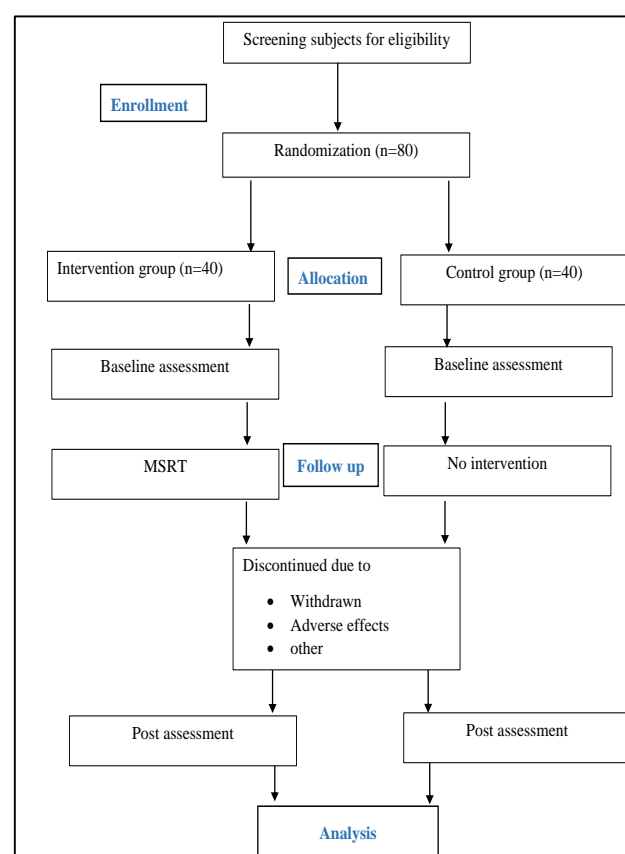 Screening subjects for eligibility
Enrollment
Randomization (n=80)
Intervention group (n=40)
Allocation
Control group (n=40)
Baseline assessment
Baseline assessment
MSRT
Follow up
No intervention
Discontinued due to
• Withdrawn
• Adverse effects
• other
Post assessment
Post assessment
Analysis